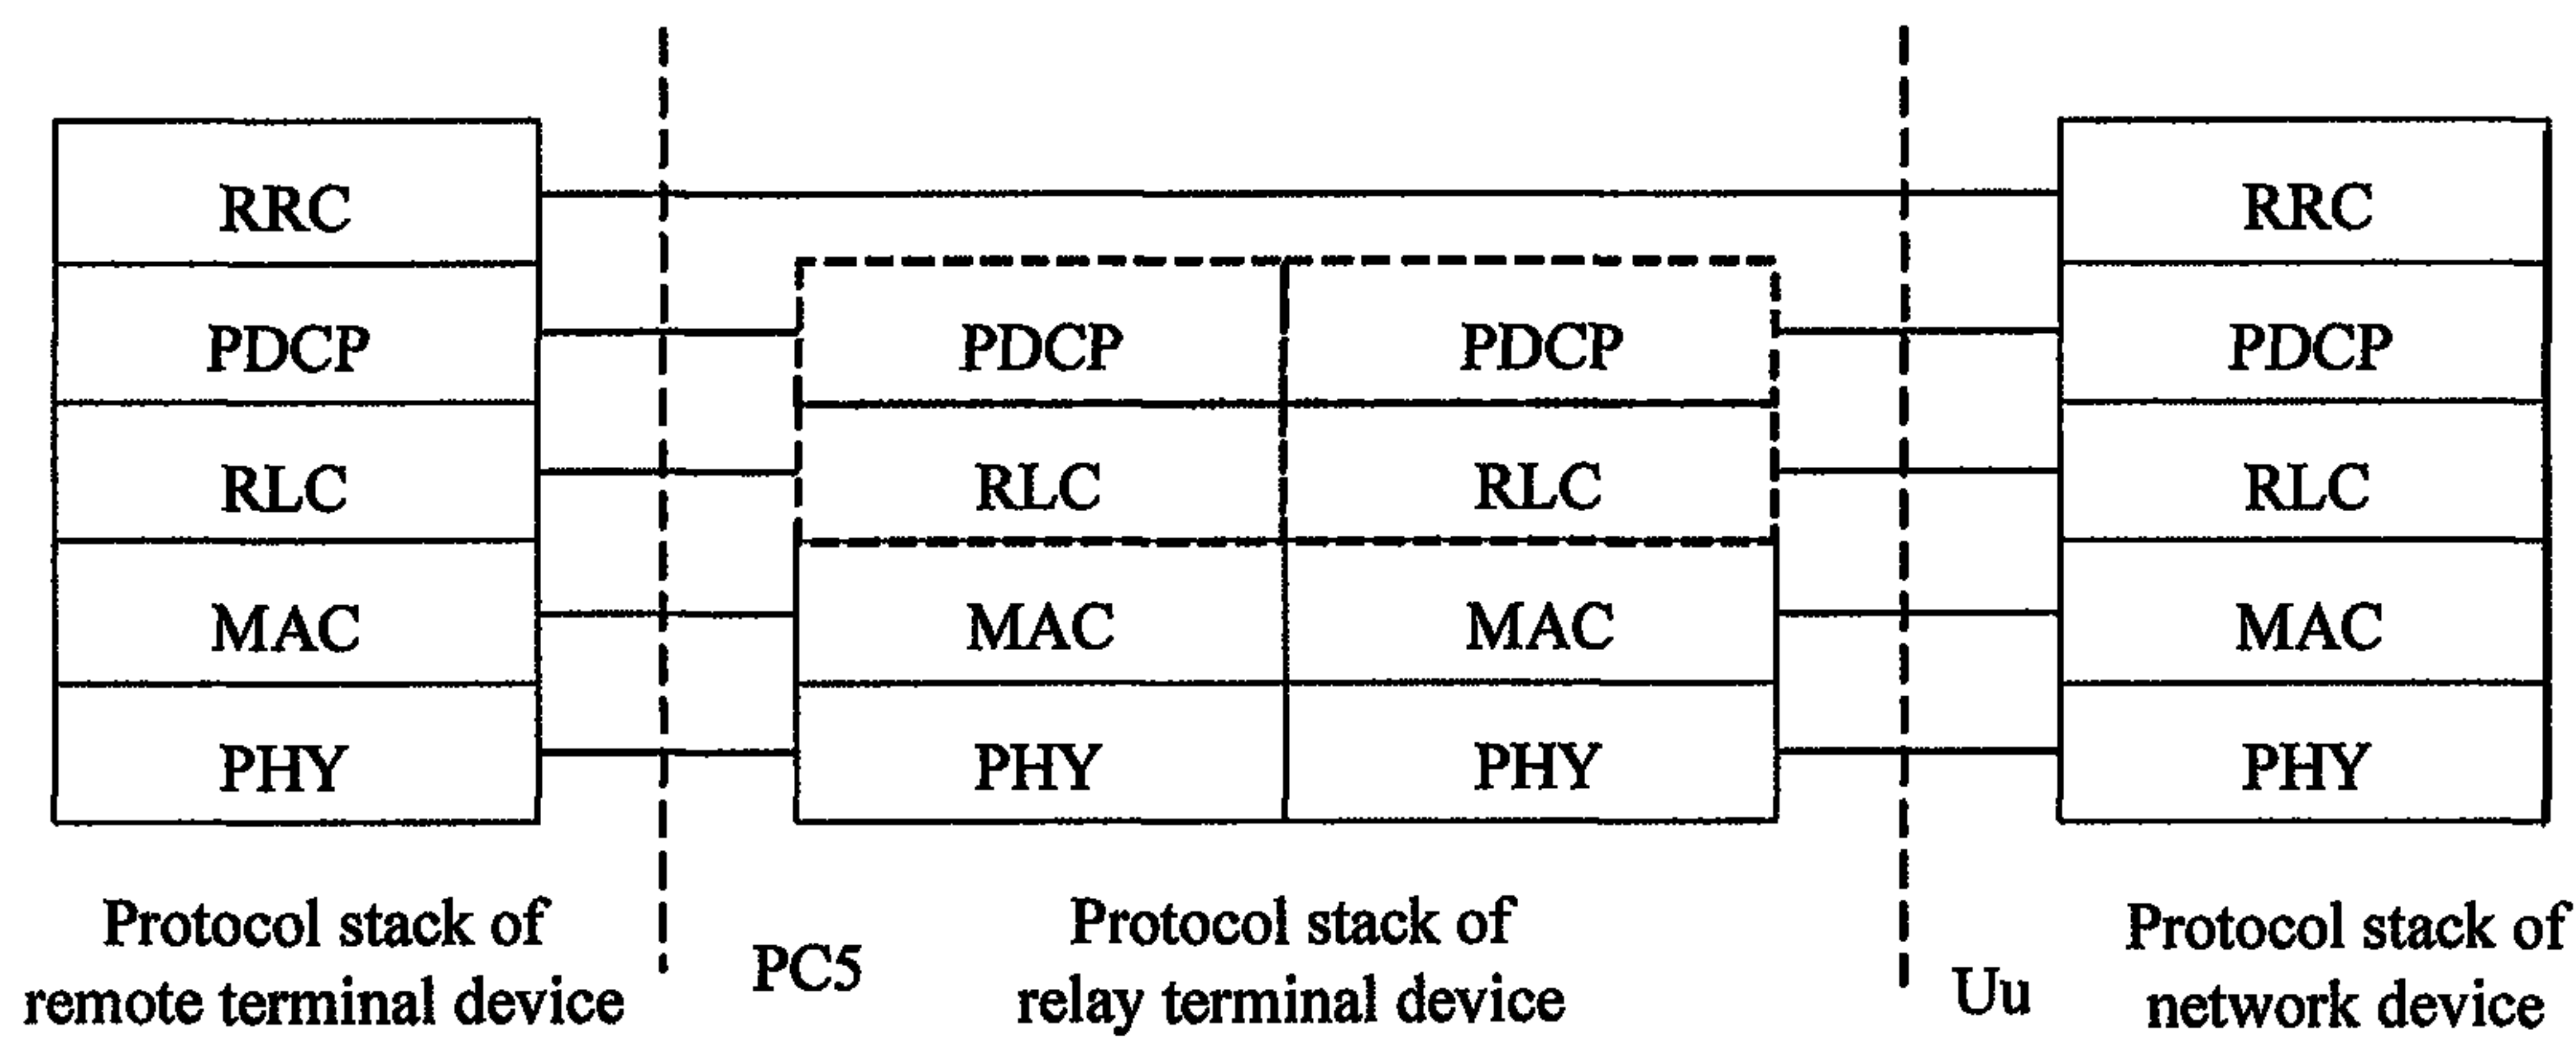 RRC
RRC
PDCP
PDCP
PDCP
PDCP
RLC
RLC
RLC
RLC
MAC
MAC
MAC
MAC
PHY
PHY
PHY
PHY
Protocol stack of
remote terminal device
PC5
Protocol stack of
relay terminal device
Uu
Protocol stack of
network device